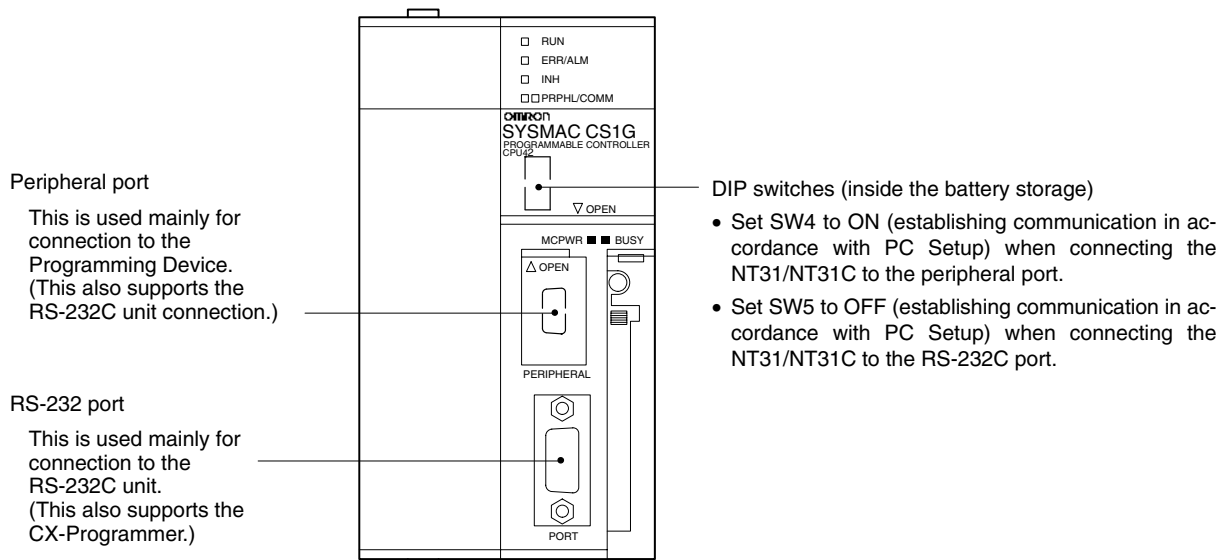 RUN
ERR/ALM
INH
PRPHL/COMM
OMRON
SYSMAC CS1G
PROGRAMMABLE CONTROLLER
CPU42
▽ OPEN
MCPWR ■ ■ BUSY
△ OPEN
PERIPHERAL
PORT
Peripheral port
This is used mainly for
connection to the
Programming Device.
(This also supports the
RS-232C unit connection.)
RS-232 port
This is used mainly for
connection to the
RS-232C unit.
(This also supports the
CX-Programmer.)
DIP switches (inside the battery storage)
• Set SW4 to ON (establishing communication in ac-
cordance with PC Setup) when connecting the
NT31/NT31C to the peripheral port.
• Set SW5 to OFF (establishing communication in ac-
cordance with PC Setup) when connecting the
NT31/NT31C to the RS-232C port.